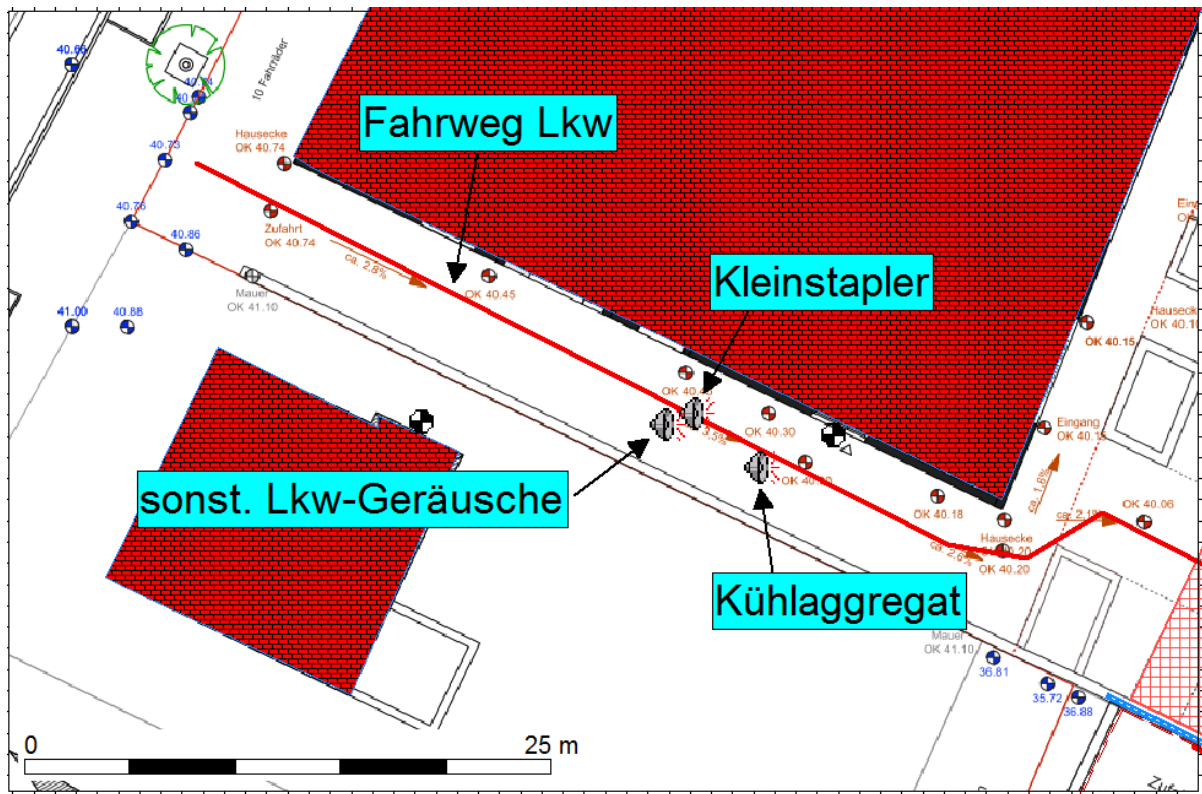 40.66
40.74
10 Fahrräder
Fahrweg Lkw
Hausecke
OK 40.74
40.73
40.76
Zufahrt
OK 40.74
40.86
ca. 2,8%
Kleinstapler
Mauer
OK 41.10
OK 40.45
Hausecke
41.00
40.88
OK 40.15
OK 40.30
3,5%
Eingang
sonst. Lkw-Geräusche
OK 40.18
ca. 1,8%
ca. 2,1%
OK 40.06
Hausecke
ca. 2,6%
OK 40.20
Kühlaggregat
Mauer
OK 41.10
36.81
35.72
36.88
0
25 m